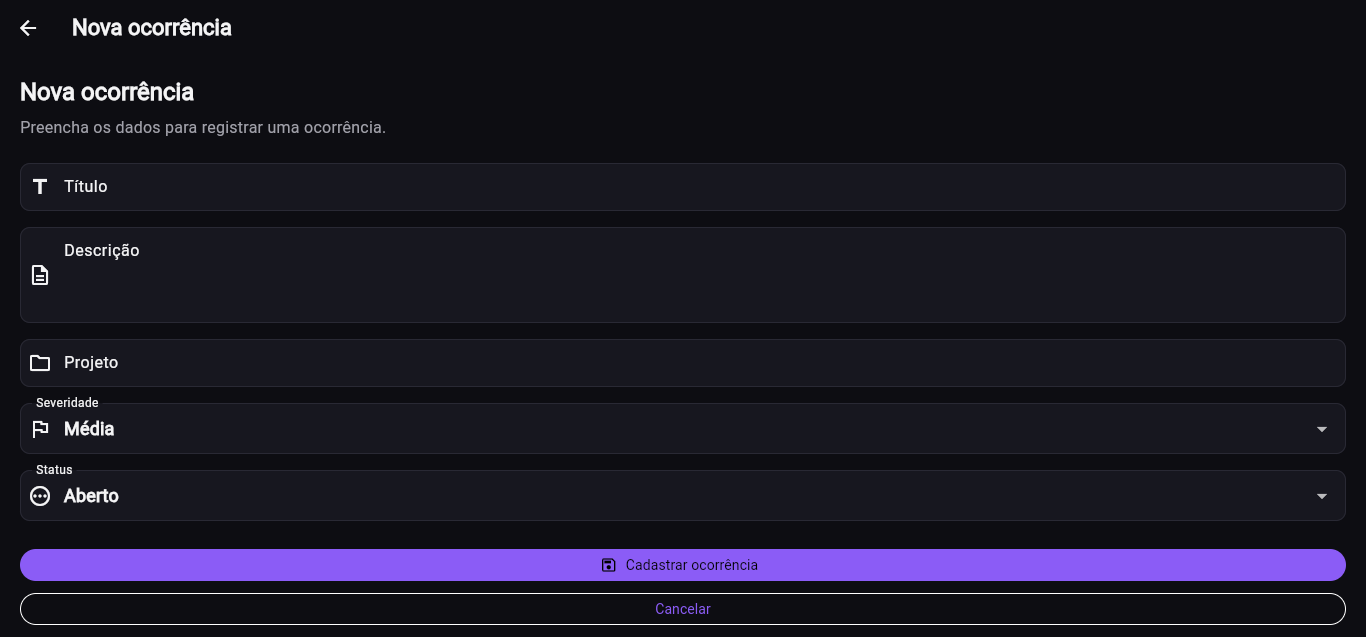 Nova ocorrência
Nova ocorrência
Preencha os dados para registrar uma ocorrência.
Título
Descrição
Projeto
Severidade
Média
Status
Aberto
Cadastrar ocorrência
Cancelar